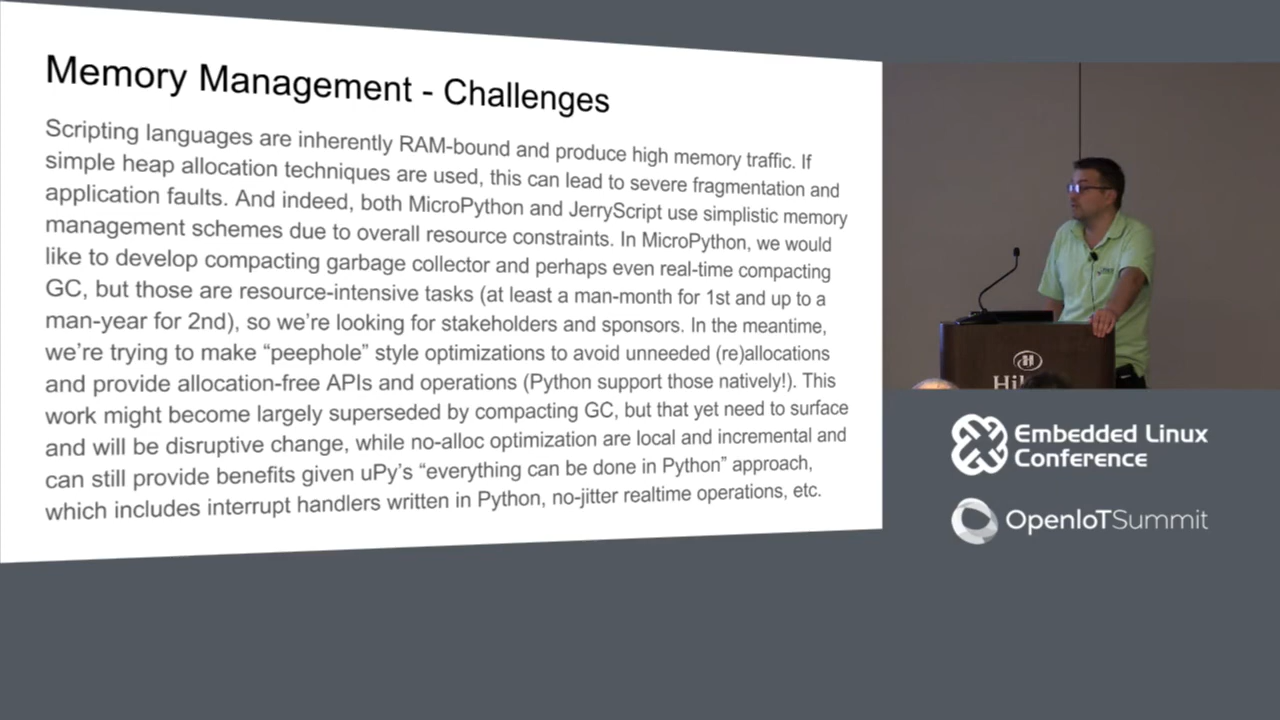 Memory Management - Challenges
Scripting languages are inherently RAM-bound and produce high memory traffic. If
simple heap allocation techniques are used, this can lead to severe fragmentation and
application faults. And indeed, both MicroPython and JerryScript use simplistic memory
management schemes due to overall resource constraints. In MicroPython, we would
like to develop compacting garbage collector and perhaps even real-time compacting
GC, but those are resource-intensive tasks (at least a man-month for 1st and up to a
man-year for 2nd), so we're looking for stakeholders and sponsors. In the meantime,
we're trying to make “peephole” style optimizations to avoid unneeded (re)allocations
and provide allocation-free APIs and operations (Python support those natively!). This
work might become largely superseded by compacting GC, but that yet need to surface
and will be disruptive change, while no-alloc optimization are local and incremental and
can still provide benefits given uPy's “everything can be done in Python” approach,
which includes interrupt handlers written in Python, no-jitter realtime operations, etc.
H
Embedded Linux
Conference
OpenIoTSummit